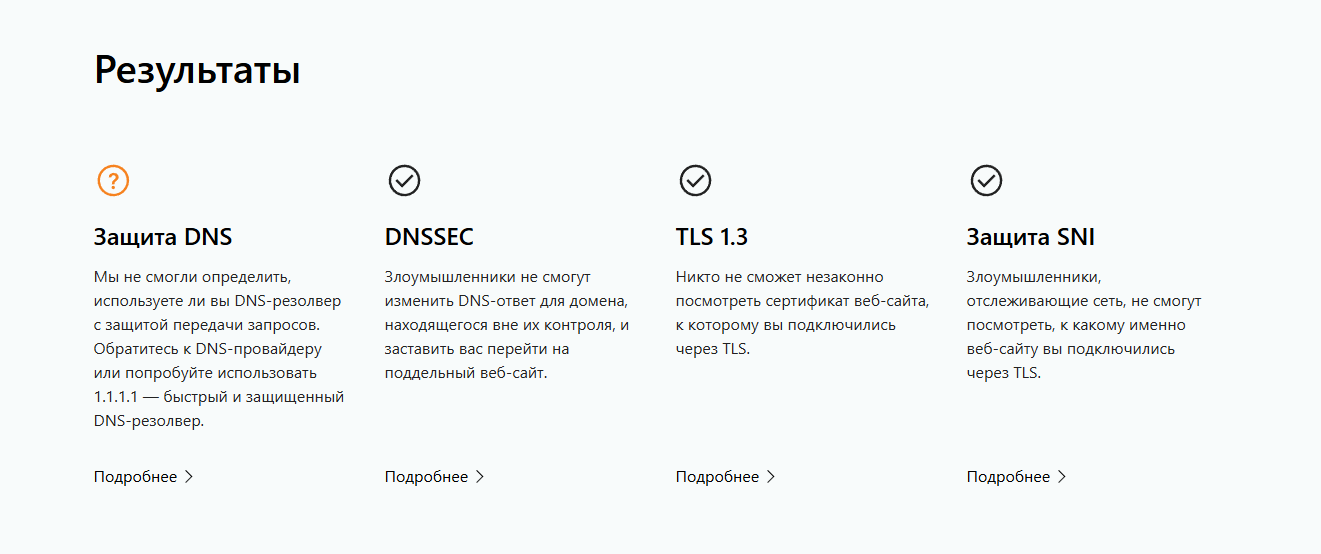 Результаты
Защита DNS
Мы не смогли определить,
используете ли вы DNS-резолвер
с защитой передачи запросов.
Обратитесь к DNS-провайдеру
или попробуйте использовать
1.1.1.1 — быстрый и защищенный
DNS-резолвер.
Подробнее
DNSSEC
Злоумышленники не смогут
изменить DNS-ответ для домена,
находящегося вне их контроля, и
заставить вас перейти на
поддельный веб-сайт.
Подробнее
TLS 1.3
Никто не сможет незаконно
посмотреть сертификат веб-сайта,
к которому вы подключились
через TLS.
Подробнее
Защита SNI
Злоумышленники,
отслеживающие сеть, не смогут
посмотреть, к какому именно
веб-сайту вы подключились
через TLS.
Подробнее